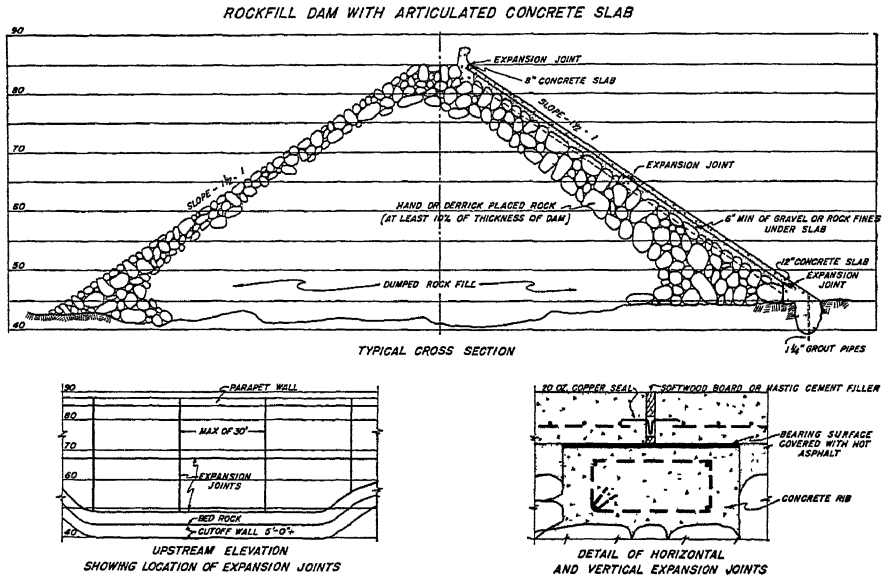 ROCKFILL DAM WITH ARTICULATED CONCRETE SLAB
90
80
70
60
50
40
EXPANSION JOINT
8" CONCRETE SLAB
SLOPE - 1½ - 1
SLOPE - 1½ - 1
EXPANSION JOINT
HAND OR DERRICK PLACED ROCK
(AT LEAST 10% OF THICKNESS OF DAM)
6" MIN OF GRAVEL OR ROCK FINES
UNDER SLAB
12" CONCRETE SLAB
EXPANSION
JOINT
DUMPED ROCK FILL
TYPICAL CROSS SECTION
1¼" GROUT PIPES
90
80
70
60
40
PARAPET WALL
MAX OF 30'
EXPANSION
JOINTS
BED ROCK
CUTOFF WALL 5'-0"+
UPSTREAM ELEVATION
SHOWING LOCATION OF EXPANSION JOINTS
20 OZ. COPPER SEAL
SOFTWOOD BOARD OR MASTIC CEMENT FILLER
BEARING SURFACE
COVERED WITH HOT
ASPHALT
CONCRETE RIB
DETAIL OF HORIZONTAL
AND VERTICAL EXPANSION JOINTS